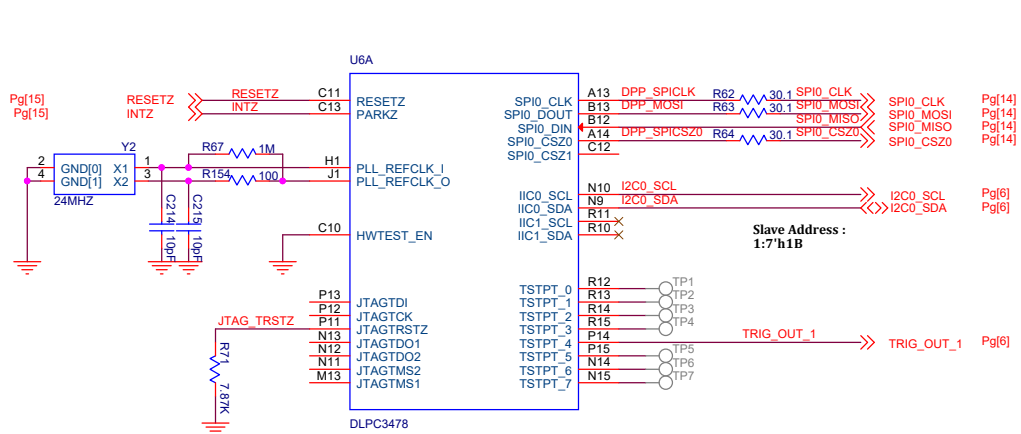 U6A
Pg[15] RESETZ RESETZ C11 RESETZ
Pg[15] INTZ INTZ C13 PARKZ
SPI0_CLK A13 DPP_SPICLK R62 30.1 SPI0_CLK SPI0_CLK Pg[14]
SPI0_DOUT B13 DPP_MOSI R63 30.1 SPI0_MOSI SPI0_MOSI Pg[14]
SPI0_DIN B12 SPI0_MISO SPI0_MISO Pg[14]
SPI0_CSZ0 A14 DPP_SPICSZ0 R64 30.1 SPI0_CSZ0 SPI0_CSZ0 Pg[14]
SPI0_CSZ1 C12
Y2 R67 1M
2 GND[0] X1 1 H1 PLL_REFCLK_I
4 GND[1] X2 3 R154 100 J1 PLL_REFCLK_O
24MHZ
C214 10pF
C215 10pF
IIC0_SCL N10 I2C0_SCL I2C0_SCL Pg[6]
IIC0_SDA N9 I2C0_SDA I2C0_SDA Pg[6]
IIC1_SCL R11
IIC1_SDA R10
C10 HWTEST_EN
Slave Address :
1:7'h1B
P13 JTAGTDI
P12 JTAGTCK
JTAG_TRSTZ P11 JTAGTRSTZ
N13 JTAGTDO1
N12 JTAGTDO2
N11 JTAGTMS2
M13 JTAGTMS1
R71 7.87K
TSTPT_0 R12 TP1
TSTPT_1 R13 TP2
TSTPT_2 R14 TP3
TSTPT_3 R15 TP4
TSTPT_4 P14 TRIG_OUT_1 TRIG_OUT_1 Pg[6]
TSTPT_5 P15 TP5
TSTPT_6 N14 TP6
TSTPT_7 N15 TP7
DLPC3478